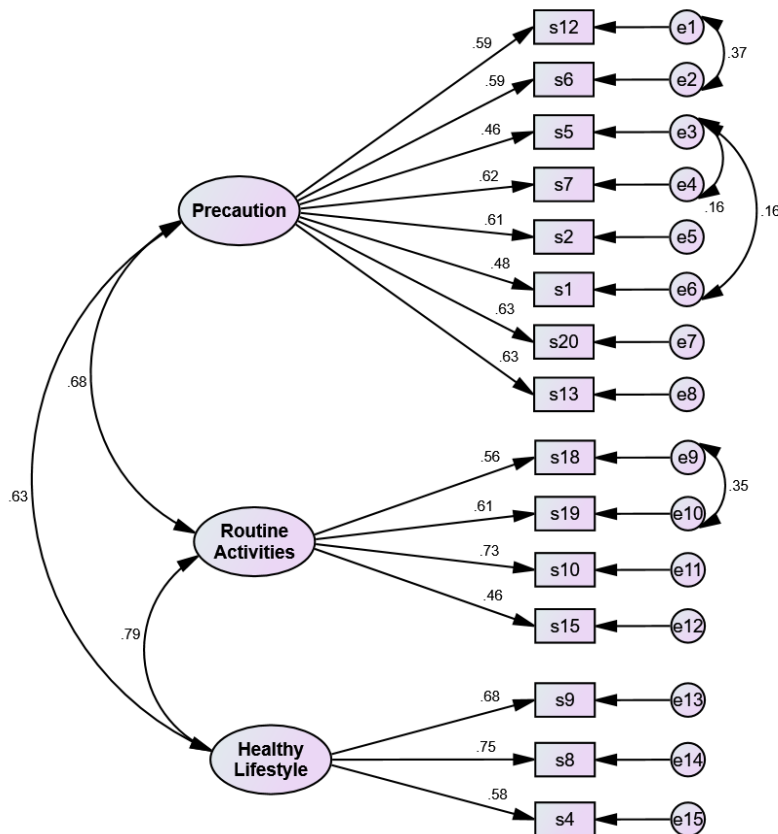 s12
e1
.59
.37
s6
e2
.59
s5
e3
.46
s7
e4
.62
.16
.16
Precaution
s2
e5
.61
s1
e6
.48
s20
e7
.63
s13
e8
.63
.68
.63
s18
e9
.56
.35
s19
e10
.61
Routine
Activities
s10
e11
.73
s15
e12
.46
.79
s9
e13
.68
Healthy
Lifestyle
s8
e14
.75
s4
e15
.58